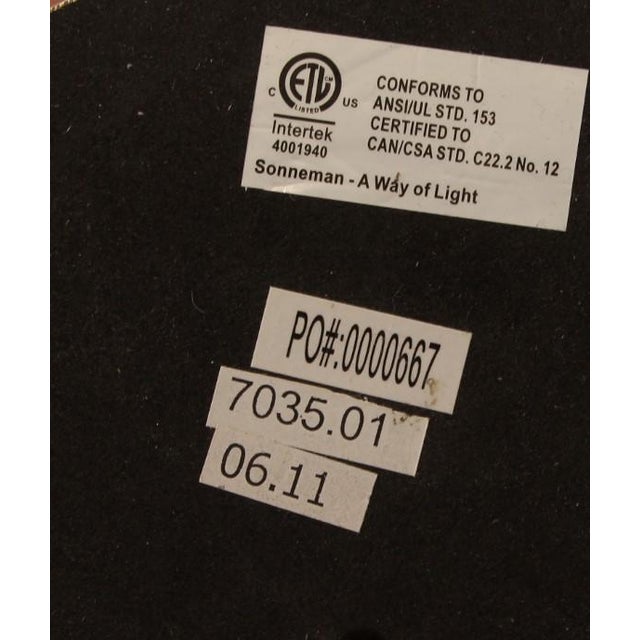 C ETL CM US
LISTED
Intertek
4001940
CONFORMS TO
ANSI/UL STD. 153
CERTIFIED TO
CAN/CSA STD. C22.2 No. 12
Sonneman - A Way of Light
PO#:0000667
7035.01
06.11